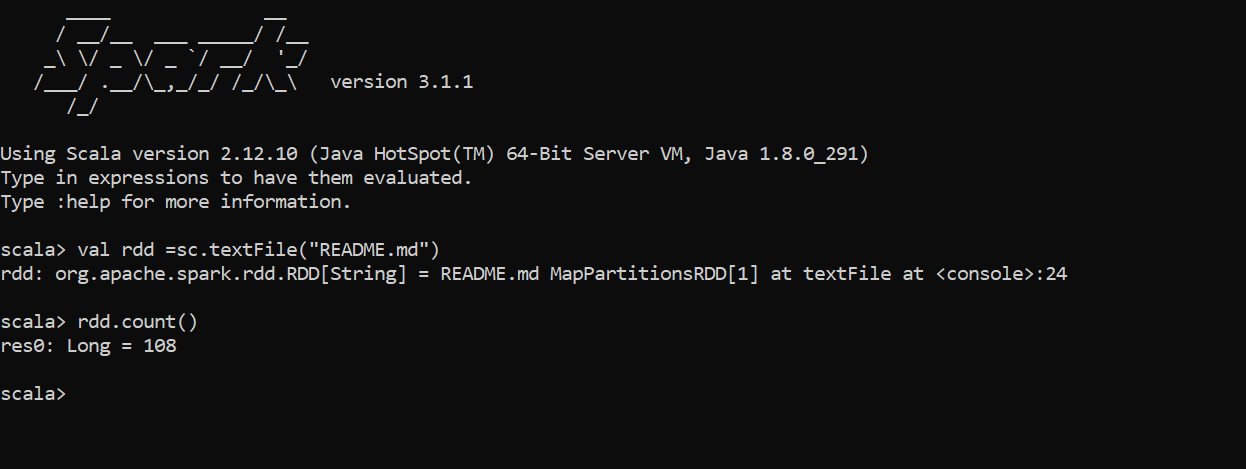 ____              __
     / __/__  ___ _____/ /__
    _\ \/ _ \/ _ `/ __/  '_/
   /___/ .__/\_,_/_/ /_/\_\   version 3.1.1
      /_/
Using Scala version 2.12.10 (Java HotSpot(TM) 64-Bit Server VM, Java 1.8.0_291)
Type in expressions to have them evaluated.
Type :help for more information.
scala> val rdd =sc.textFile("README.md")
rdd: org.apache.spark.rdd.RDD[String] = README.md MapPartitionsRDD[1] at textFile at <console>:24
scala> rdd.count()
res0: Long = 108
scala>